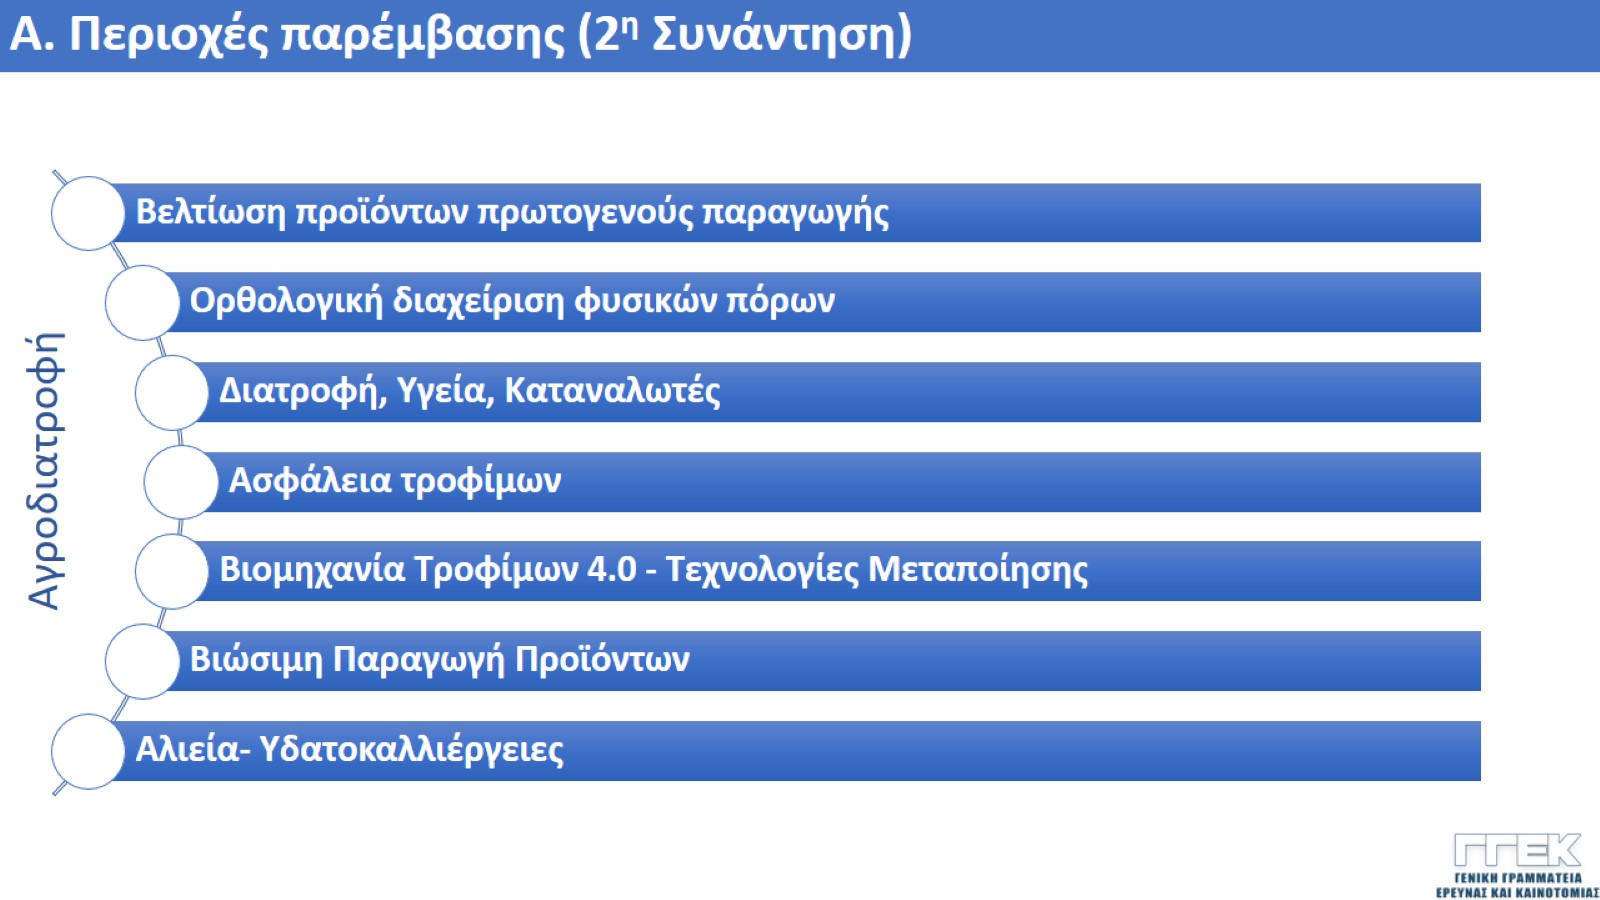 Α. Περιοχές παρέμβασης (2η Συνάντηση)
Αγροδιατροφή
Βελτίωση προϊόντων πρωτογενούς παραγωγής
Ορθολογική διαχείριση φυσικών πόρων
Διατροφή, Υγεία, Καταναλωτές
Ασφάλεια τροφίμων
Βιομηχανία Τροφίμων 4.0 - Τεχνολογίες Μεταποίησης
Βιώσιμη Παραγωγή Προϊόντων
Αλιεία- Υδατοκαλλιέργειες
ΓΓΕΚ
ΓΕΝΙΚΗ ΓΡΑΜΜΑΤΕΙΑ
ΕΡΕΥΝΑΣ ΚΑΙ ΚΑΙΝΟΤΟΜΙΑΣ